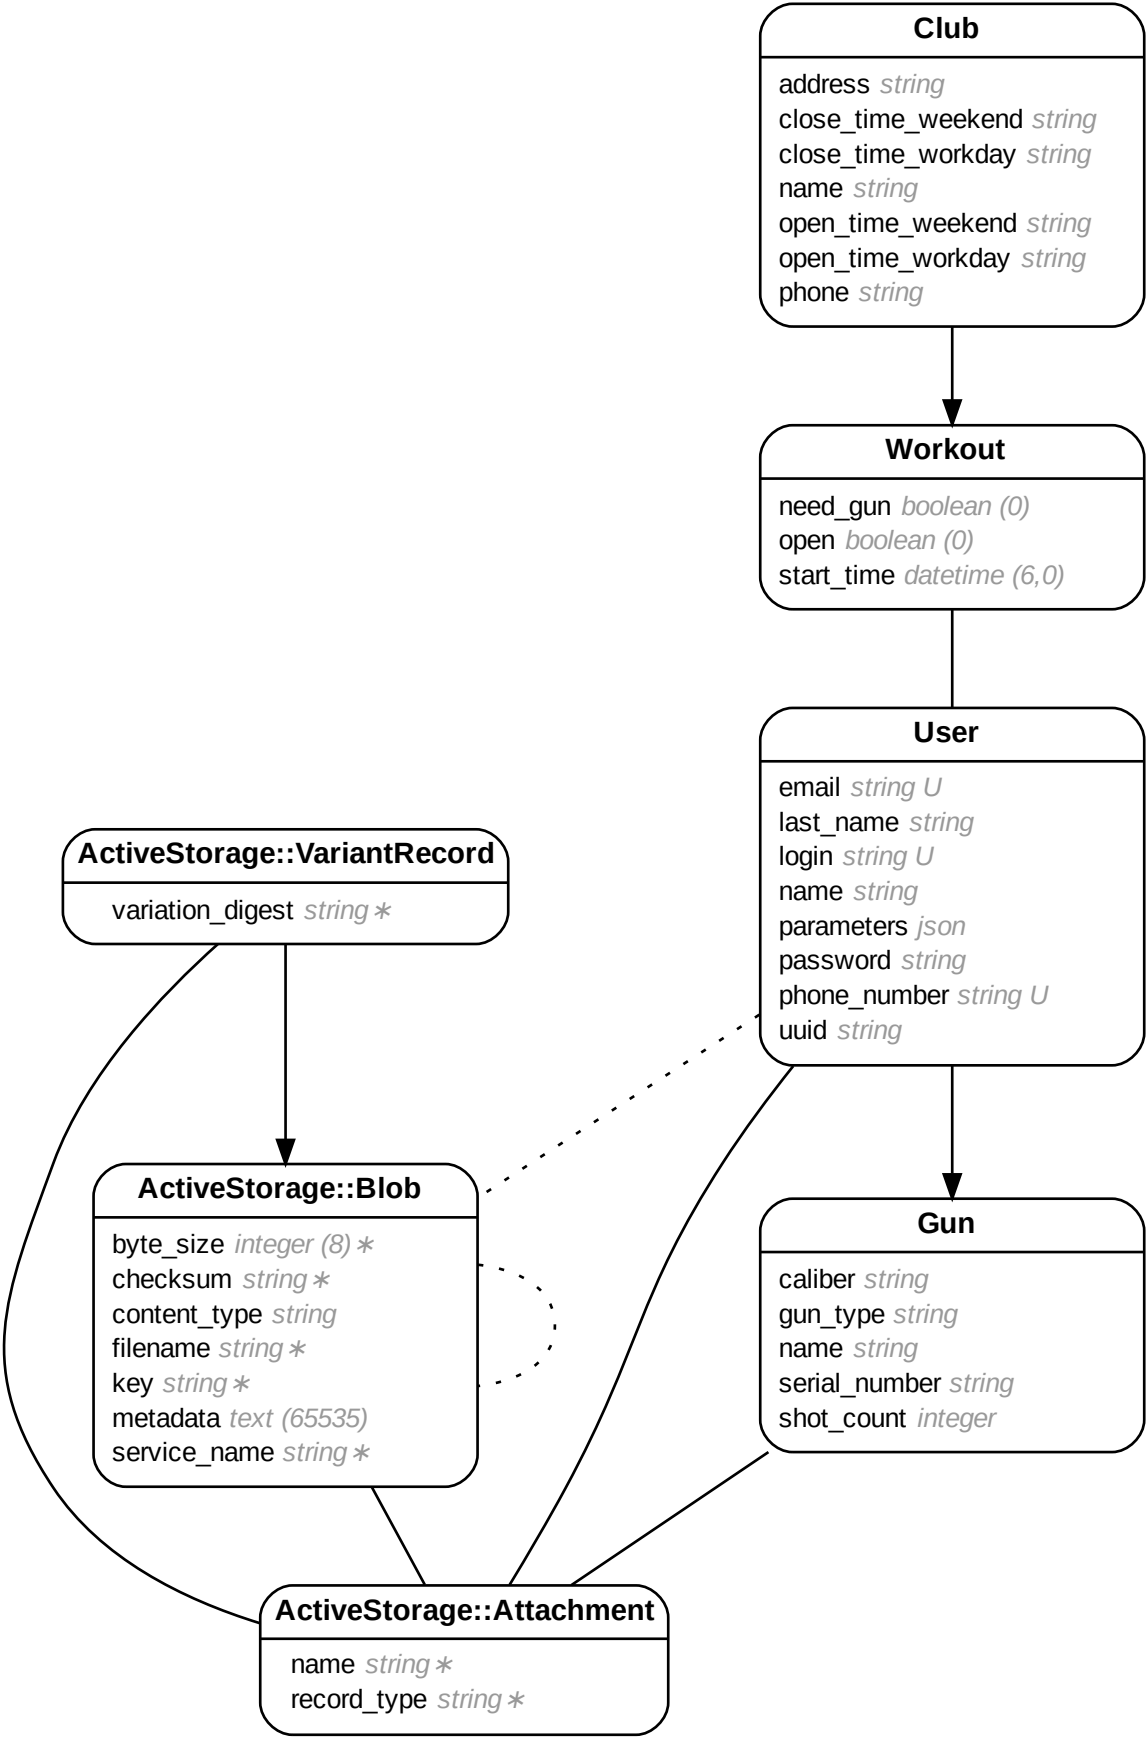 Club
address string
close_time_weekend string
close_time_workday string
name string
open_time_weekend string
open_time_workday string
phone string
Workout
need_gun boolean (0)
open boolean (0)
start_time datetime (6,0)
User
email string U
last_name string
login string U
name string
parameters json
password string
phone_number string U
uuid string
ActiveStorage::VariantRecord
variation_digest string∗
ActiveStorage::Blob
byte_size integer (8)∗
checksum string∗
content_type string
filename string∗
key string∗
metadata text (65535)
service_name string∗
Gun
caliber string
gun_type string
name string
serial_number string
shot_count integer
ActiveStorage::Attachment
name string∗
record_type string∗